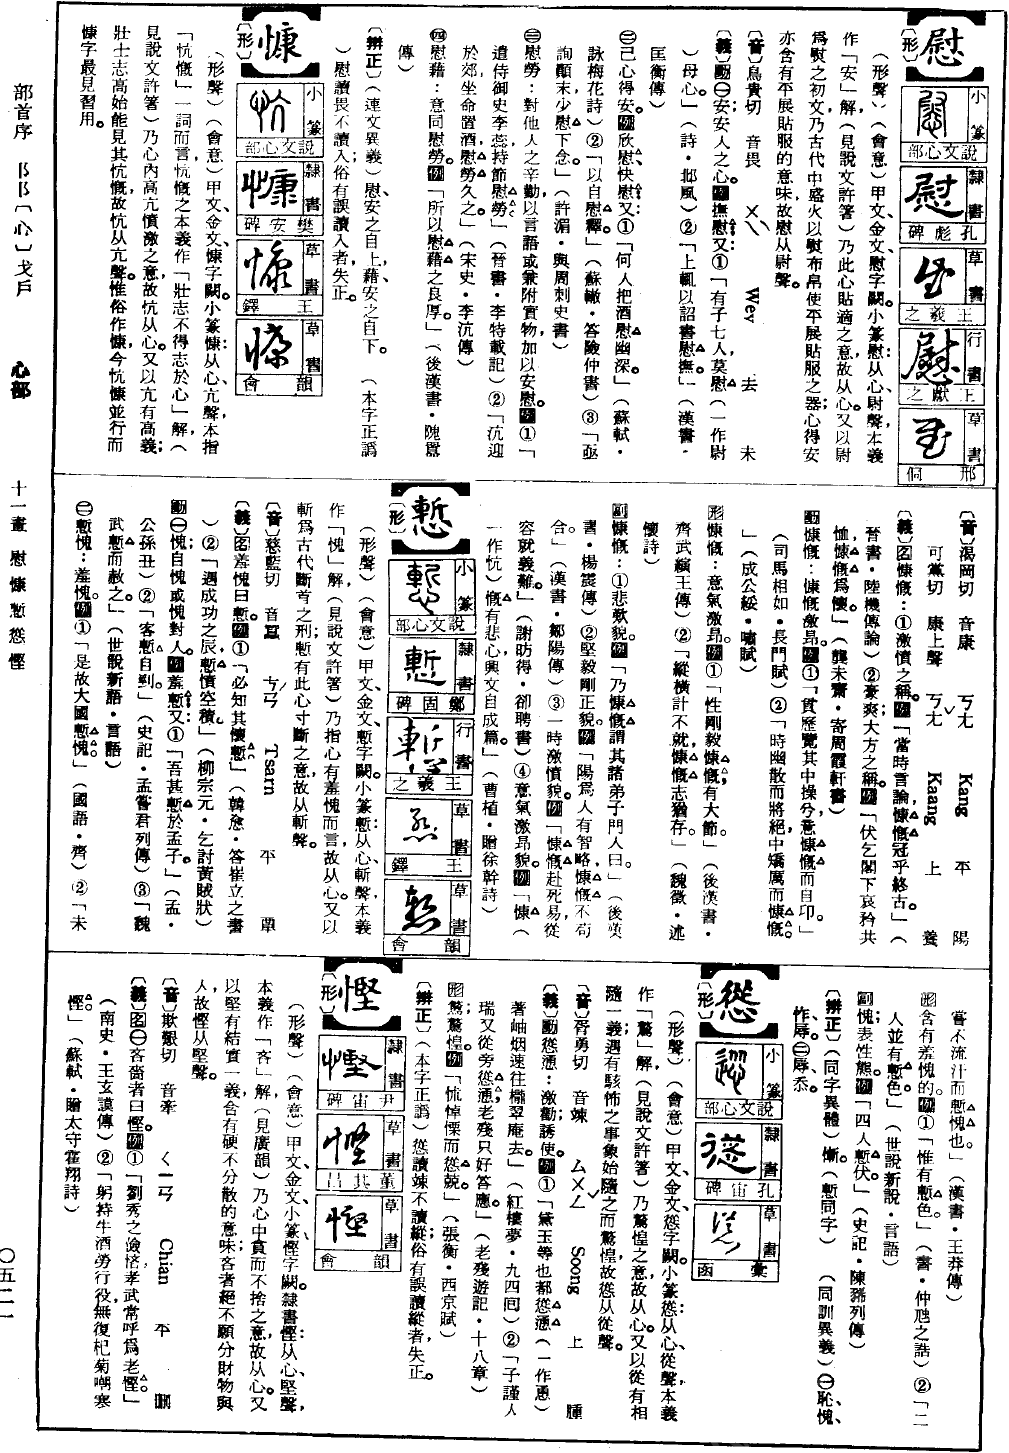 部首序 阝阝〔心〕戈戶 心部 十一畫 慰慷慙慫慳 〇五二一
慰
〔形〕
小篆 說文心部
隸書 孔彪碑
草書 王羲之
行書 王獻之
草書 邢侗
（形聲）（會意）甲文、金文、慰字闕。小篆慰：从心、尉聲，本義
作「安」解（見說文許箸）乃此心貼適之意，故从心。又以尉
爲熨之初文，乃古代中盛火以熨布帛使平展貼服之器；心得安
亦含有平展貼服的意味，故慰从尉聲。
〔音〕烏貴切 音畏 ㄨㄟˋ Wey 去 未
〔義〕動㊀安；安人之心。例撫慰又：①「有子七人，莫慰（一作尉
）母心」（詩・邶風）②「上輒以詔書慰撫。」（漢書・
匡衡傳）
㊁己心得安。例欣慰、快慰又：①「何人把酒慰幽深。」（蘇軾・
詠梅花詩）②「以自慰釋」（蘇轍・答險仲書）③「亟
詢顛末，少慰下念。」（許涓・與周刺史書）
㊂慰勞：對他人之辛勤以言語或兼附實物加以安慰。例①「
遣侍御史李蕊，持節慰勞。」（晉書・李特載記）②「沆迎
於郊，坐命置酒，慰勞久之。」（宋史・李沆傳）
㊃慰藉：意同慰勞。例「所以慰藉之良厚。」（後漢書・隗囂
傳）
〔辨正〕（連文異義）慰、安之自上，藉、安之自下。 （本字正譌
）慰讀畏不讀入，俗有誤讀入者，失正。
慷
〔形〕
小篆 說文心部
隸書 樊安碑
草書 王鐸
草書 韻會
（形聲）（會意）甲文、金文、慷字闕。小篆慷：从心、亢聲，本指
「忼慨」一詞而言，忼慨之本義作「壯志不得志於心」解（
見說文許箸）乃心內高亢憤激之意，故忼从心。又以亢有高義；
壯士志高始能見其忼慨，故忼从亢聲。惟俗作慷，今忼慷並行而
慷字最見習用。
〔音〕渴岡切 音康 ㄎㄤ Kang 平 陽
可黨切 康上聲 ㄎㄤˇ Kaang 上 養
〔義〕名慷慨：①激憤之稱。例「當時言論，慷慨冠乎終古。」（
晉書・陸機傳論）②豪爽大方之稱。例「伏乞閣下哀矜共
恤，慷慨爲懷。」（龔未齋・寄周霞軒書）
動慷慨：慷慨激昂。例①「貫歷覽其中操兮，意慷慨而自卬」
（司馬相如・長門賦）②「時幽散而將絕，中矯厲而慷慨。
」（成公綏・嘯賦）
形慷慨：意氣激昂。例①「性剛毅慷慨，有大節。」（後漢書・
齊武縯王傳）②「縱橫計不就，慷慨志猶存。」（魏徵・述
懷詩）
副慷慨：①悲歎貌。例「乃慷慨謂其諸弟子門人曰。」（後漢
書・楊震傳）②堅毅剛正貌。例「陽爲人有智略，慷慨不苟
合。」（漢書・鄒陽傳）③一時激憤貌。例「慷慨赴死易，從
容就義難。」（謝昉得・卻聘書）④意氣激昂貌。例「慷（
一作忼）慨有悲心，興文自成篇。」（曹植・贈徐幹詩）
慙
〔形〕
小篆 說文心部
隸書 鄭固碑
行書 王羲之
草書 王鐸
草書 韻會
（形聲）（會意）甲文、金文、慙字闕。小篆慙：从心、斬聲，本義
作「愧」解（見說文許箸）乃指心有羞愧而言，故从心。又以
斬爲古代斷首之刑；慙有此心寸斷之意，故从斬聲。
〔音〕慈藍切 音蠶 ㄘㄢˊ Tsarn 平 覃
〔義〕名羞愧曰慙。例①「必知其懷慙」（韓愈・答崔立之書
）②「遇成功之辰，慙憤空積。」（柳宗元・乞討黃賊狀）
動㊀愧；自愧或愧對人。例羞慙又：①「吾甚慙於孟子。」（孟・
公孫丑）②「客慙自剄。」（史記・孟嘗君列傳）③「魏
武慙而赦之。」（世說新語・言語）
㊁慙愧：羞愧。例①「是故大國慙愧」（國語・齊）②「未
嘗不流汁而慙愧也。」（漢書・王莽傳）
形含有羞愧的。例①「惟有慙色。」（書・仲虺之誥）②「二
人並有慙色」（世說新說・言語）
副愧表性態。例「四人慙伏。」（史記・陳豨列傳）
〔辨正〕（同字異體）慚。（慙同字） （同訓異義）㊀恥、愧、
怍、辱。㊁辱、忝。
慫
〔形〕
小篆 說文心部
隸書 孔宙碑
草書 彙函
（形聲）（會意）甲文、金文、慫字闕。小篆慫：从心、從聲，本義
作「驚」解（見說文許箸）乃驚惶之意，故从心。又以從有相
隨一義；遇有駭怖之事象始隨之而驚惶，故慫从從聲。
〔音〕胥勇切 音竦 ㄙㄨㄥˇ Soong 上 腫
〔義〕動慫慂：激勸誘使。例①「黛玉等也都慫慂（一作恿）
著岫烟速往櫳翠庵去」（紅樓夢・九四回）②「子謹人
瑞又從旁慫慂，老殘只好答應。」（老殘遊記・十八章）
形驚；驚惶。例「怵悼慄而慫兢。」（張衡・西京賦）
〔辨正〕（本字正譌）慫讀竦不讀縱，俗有誤讀縱者，失正。
慳
〔形〕
隸書 尹宙碑
草書 董其昌
草書 韻會
（形聲）（會意）甲文、金文、小篆慳字闕。隸書慳：从心、堅聲，
本義作「吝」解（見廣韻）乃心中貪而不捨之意，故从心。又
以堅有結實一義，含有硬不分散的意味；吝者絕不願分財物與
人，故慳从堅聲。
〔音〕欺艱切 音牽 ㄑㄧㄢ Chian 平 刪
〔義〕名㊀吝嗇者曰慳。例①「劉秀之儉恡，孝武常呼爲老慳。」
（南史・王玄謨傳）②「躬持牛酒勞行役，無復杞菊嘲寒
慳。」（蘇軾・贈太守霍翔詩）